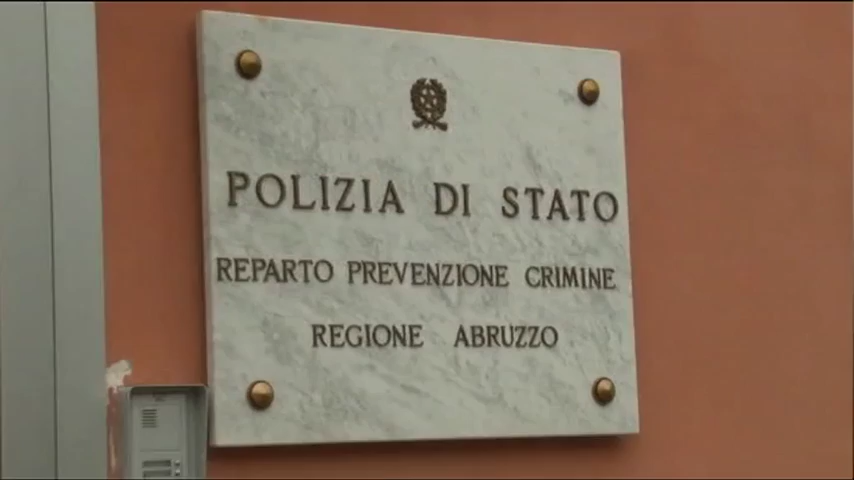 POLIZIA DI STATO
REPARTO PREVENZIONE CRIMINE
REGIONE ABRUZZO